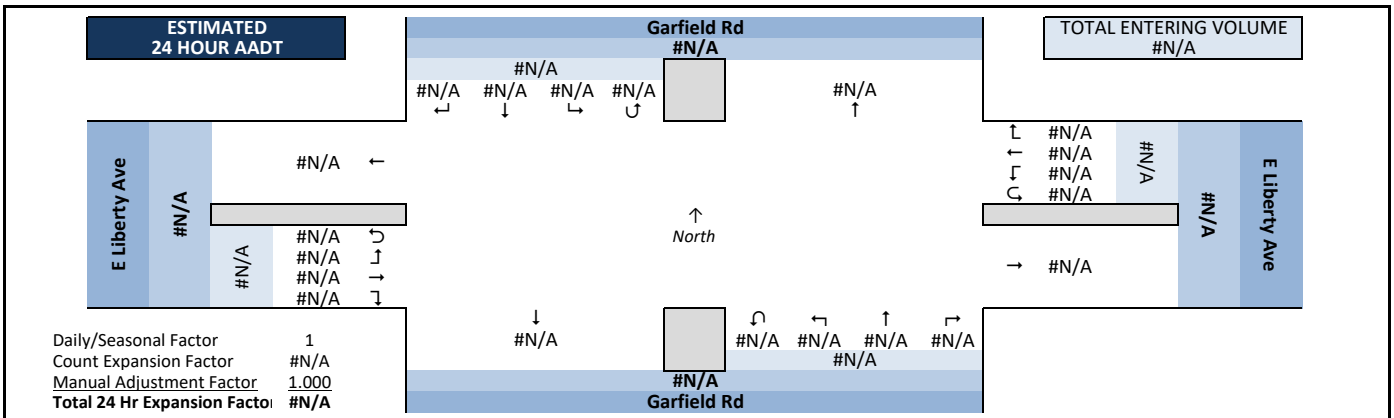 ESTIMATED
24 HOUR AADT
Garfield Rd
#N/A
TOTAL ENTERING VOLUME
#N/A
#N/A
#N/A #N/A #N/A #N/A
↵ ↓ ↳ ↺
#N/A
↑
E Liberty Ave
#N/A
#N/A ←
#N/A
#N/A ⮌
#N/A ↑
#N/A →
#N/A ↴
↑
North
↑ #N/A
← #N/A
↓ #N/A
⮎ #N/A
#N/A
#N/A
E Liberty Ave
→ #N/A
↓
#N/A
∩ ← ↑ →
#N/A #N/A #N/A #N/A
#N/A
#N/A
Garfield Rd
Daily/Seasonal Factor 1
Count Expansion Factor #N/A
Manual Adjustment Factor 1.000
Total 24 Hr Expansion Factor #N/A